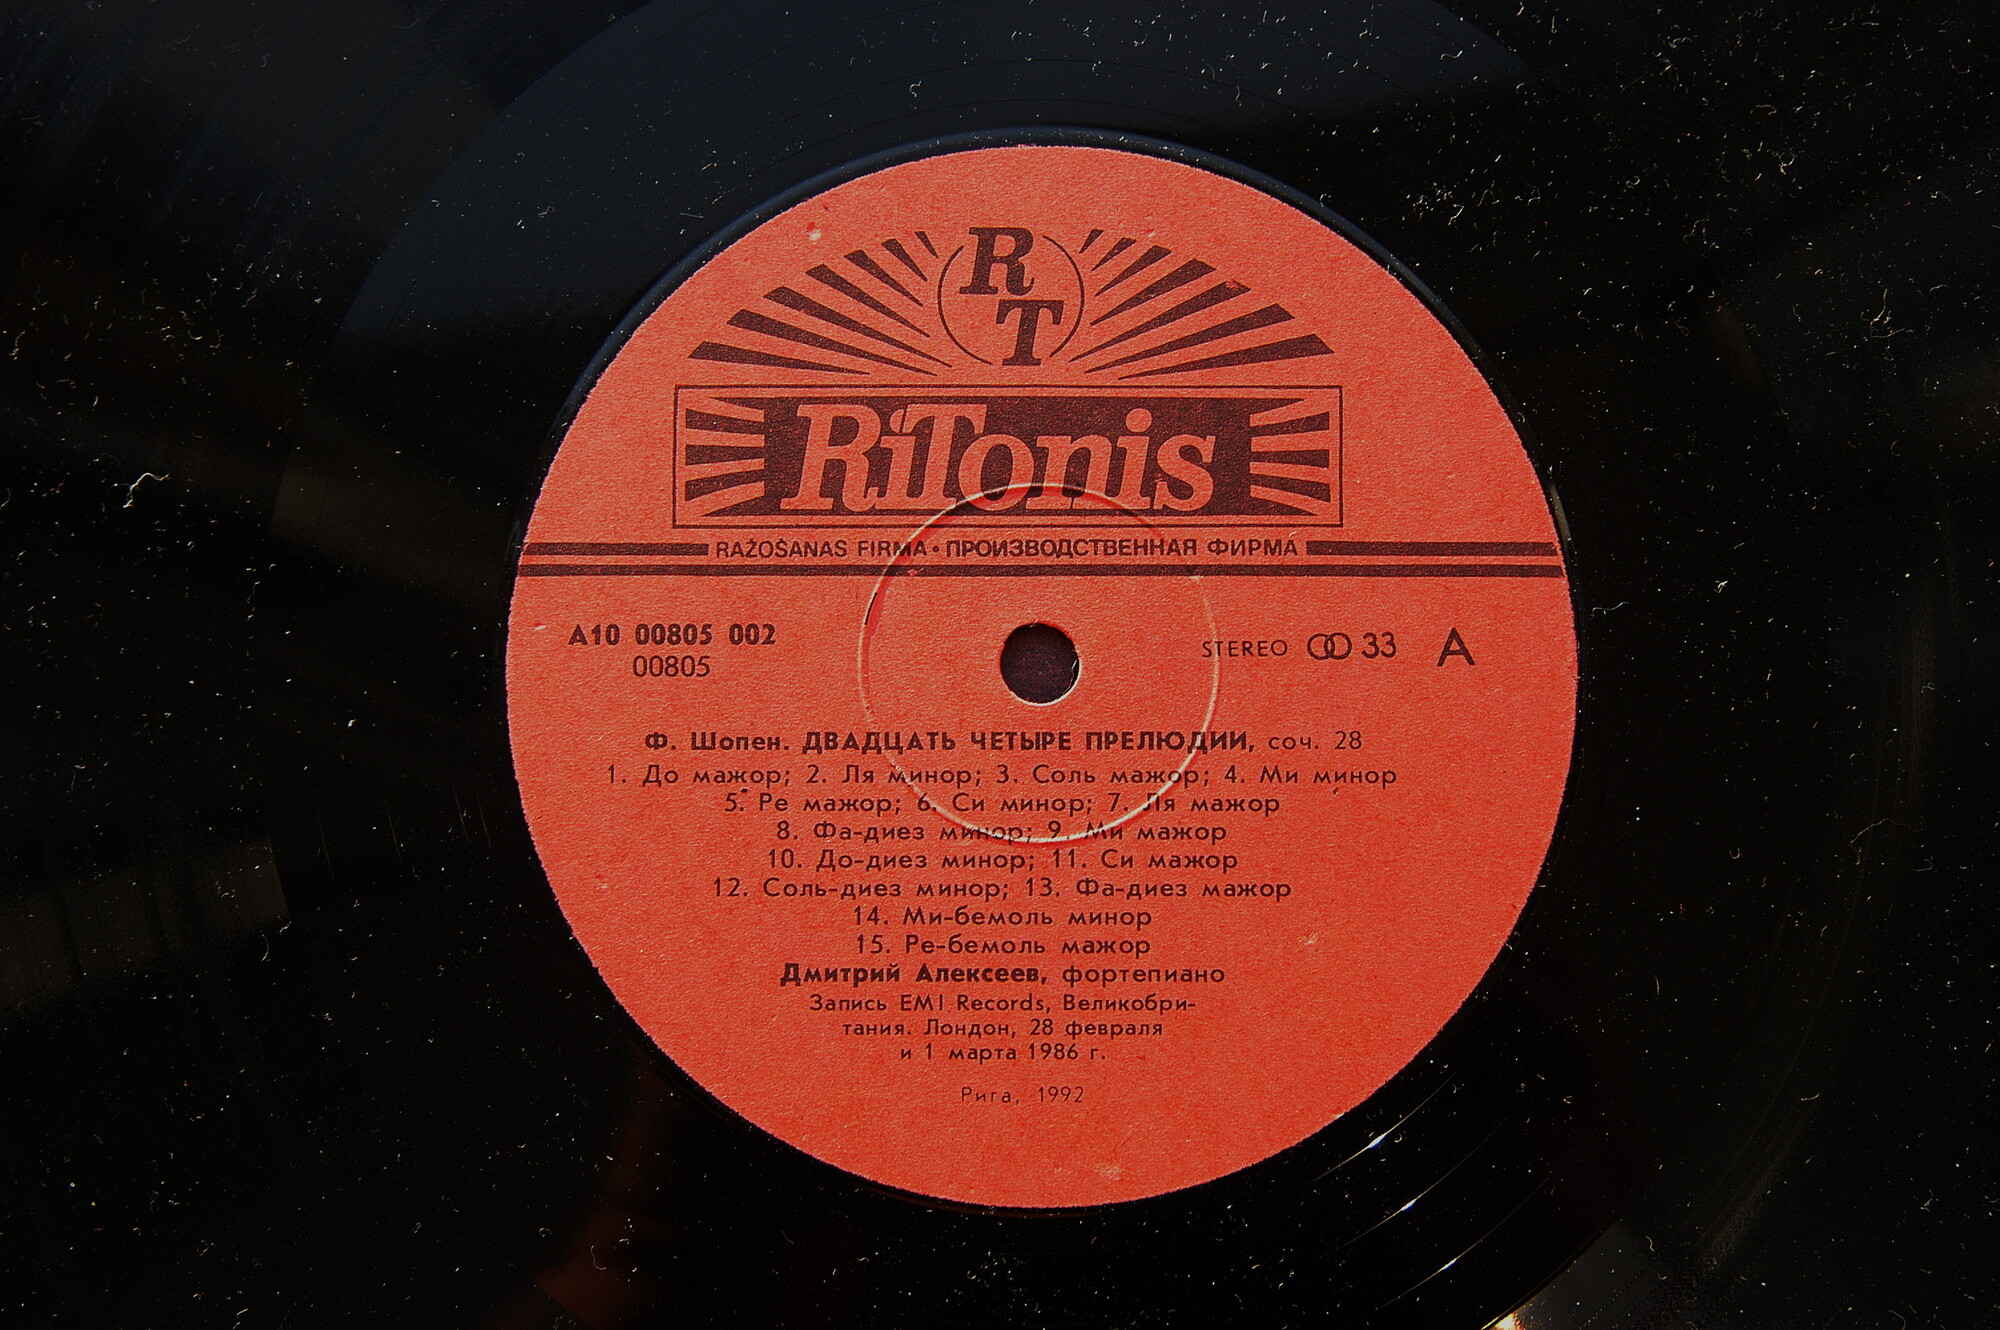 R
T
RiTonis
RAŽOŠANAS FIRMA • ПРОИЗВОДСТВЕННАЯ ФИРМА
А10 00805 002
00805
STEREO 33 A
Ф. Шопен. ДВАДЦАТЬ ЧЕТЫРЕ ПРЕЛЮДИИ, соч. 28
1. До мажор; 2. Ля минор; 3. Соль мажор; 4. Ми минор
5. Ре мажор; 6. Си минор; 7. Ля мажор
8. Фа-диез минор; 9. Ми мажор
10. До-диез минор; 11. Си мажор
12. Соль-диез минор; 13. Фа-диез мажор
14. Ми-бемоль минор
15. Ре-бемоль мажор
Дмитрий Алексеев, фортепиано
Запись EMI Records, Великобри-
тания. Лондон, 28 февраля
и 1 марта 1986 г.
Рига, 1992